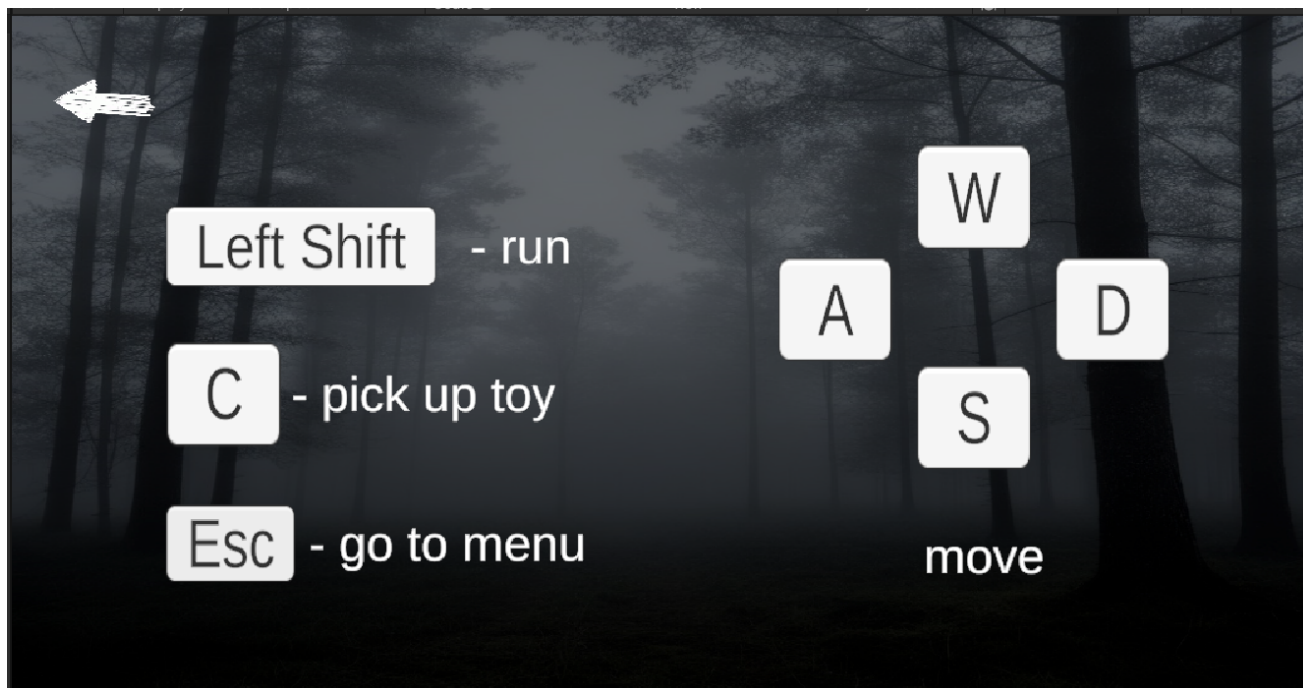 Left Shift - run
C - pick up toy
Esc - go to menu
W
A D
S
move